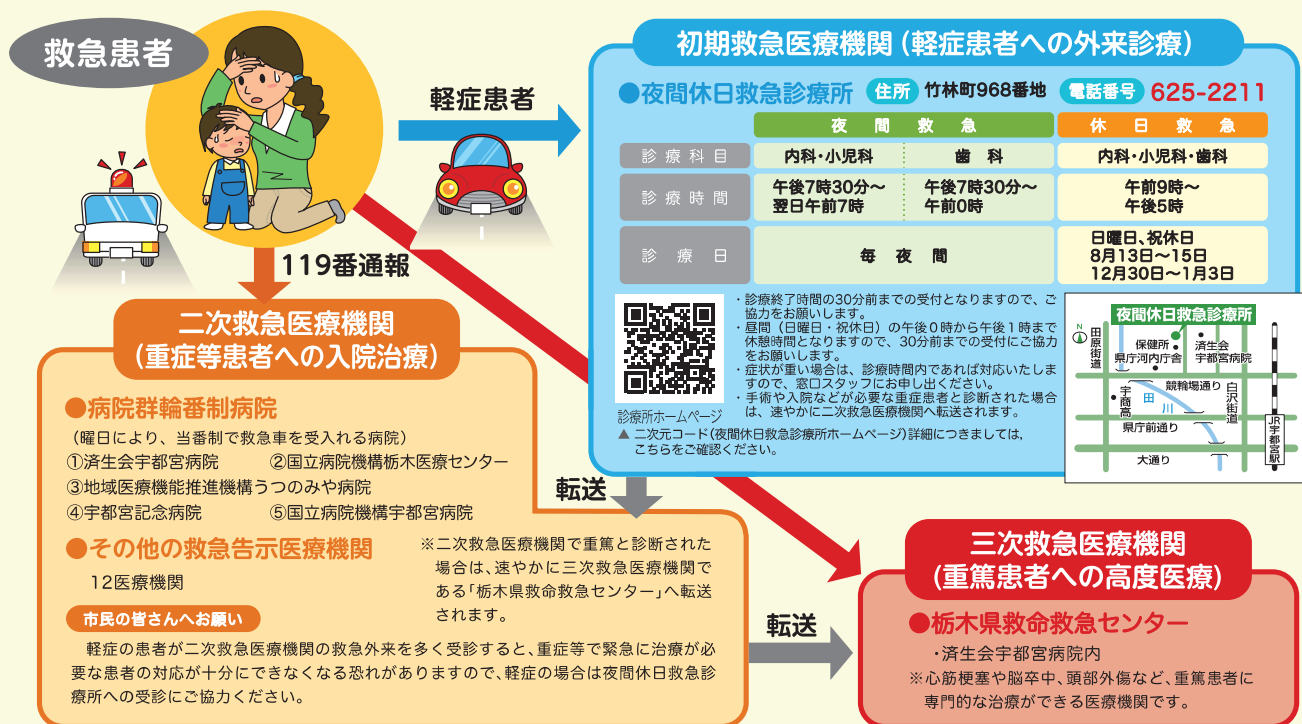 救急患者
軽症患者
119番通報
初期救急医療機関(軽症患者への外来診療)
●夜間休日救急診療所 住所 竹林町968番地 電話番号 625-2211
夜間救急 休日救急
診療科目 内科・小児科 歯科 内科・小児科・歯科
診療時間 午後7時30分~ 午後7時30分~ 午前9時~
翌日午前7時 午前0時 午後5時
診療日 毎夜間 日曜日、祝休日
8月13日~15日
12月30日~1月3日
・診療終了時間の30分前までの受付となりますので、ご
協力をお願いします。
・昼間(日曜日・祝休日)の午後0時から午後1時まで
休憩時間となりますので、30分前までの受付にご協力
をお願いします。
・症状が重い場合は、診療時間内であれば対応いたしま
すので、窓口スタッフにお申し出ください。
・手術や入院などが必要な重症患者と診断された場合
は、速やかに二次救急医療機関へ転送されます。
診療所ホームページ
▲ 二次元コード(夜間休日救急診療所ホームページ)詳細につきましては、
こちらをご確認ください。
夜間休日救急診療所
N
田原街道
保健所
県庁河内庁舎
済生会
宇都宮病院
競輪場通り
宇商高
田川
白沢街道
県庁前通り
大通り
JR宇都宮駅
二次救急医療機関
(重症等患者への入院治療)
●病院群輪番制病院
(曜日により、当番制で救急車を受入れる病院)
①済生会宇都宮病院 ②国立病院機構栃木医療センター
③地域医療機能推進機構うつのみや病院
④宇都宮記念病院 ⑤国立病院機構宇都宮病院
●その他の救急告示医療機関
12医療機関
転送
※二次救急医療機関で重篤と診断された
場合は、速やかに三次救急医療機関で
ある「栃木県救命救急センター」へ転送
されます。
市民の皆さんへお願い
軽症の患者が二次救急医療機関の救急外来を多く受診すると、重症等で緊急に治療が必
要な患者の対応が十分にできなくなる恐れがありますので、軽症の場合は夜間休日救急診
療所への受診にご協力ください。
転送
三次救急医療機関
(重篤患者への高度医療)
●栃木県救命救急センター
・済生会宇都宮病院内
※心筋梗塞や脳卒中、頭部外傷など、重篤患者に
専門的な治療ができる医療機関です。